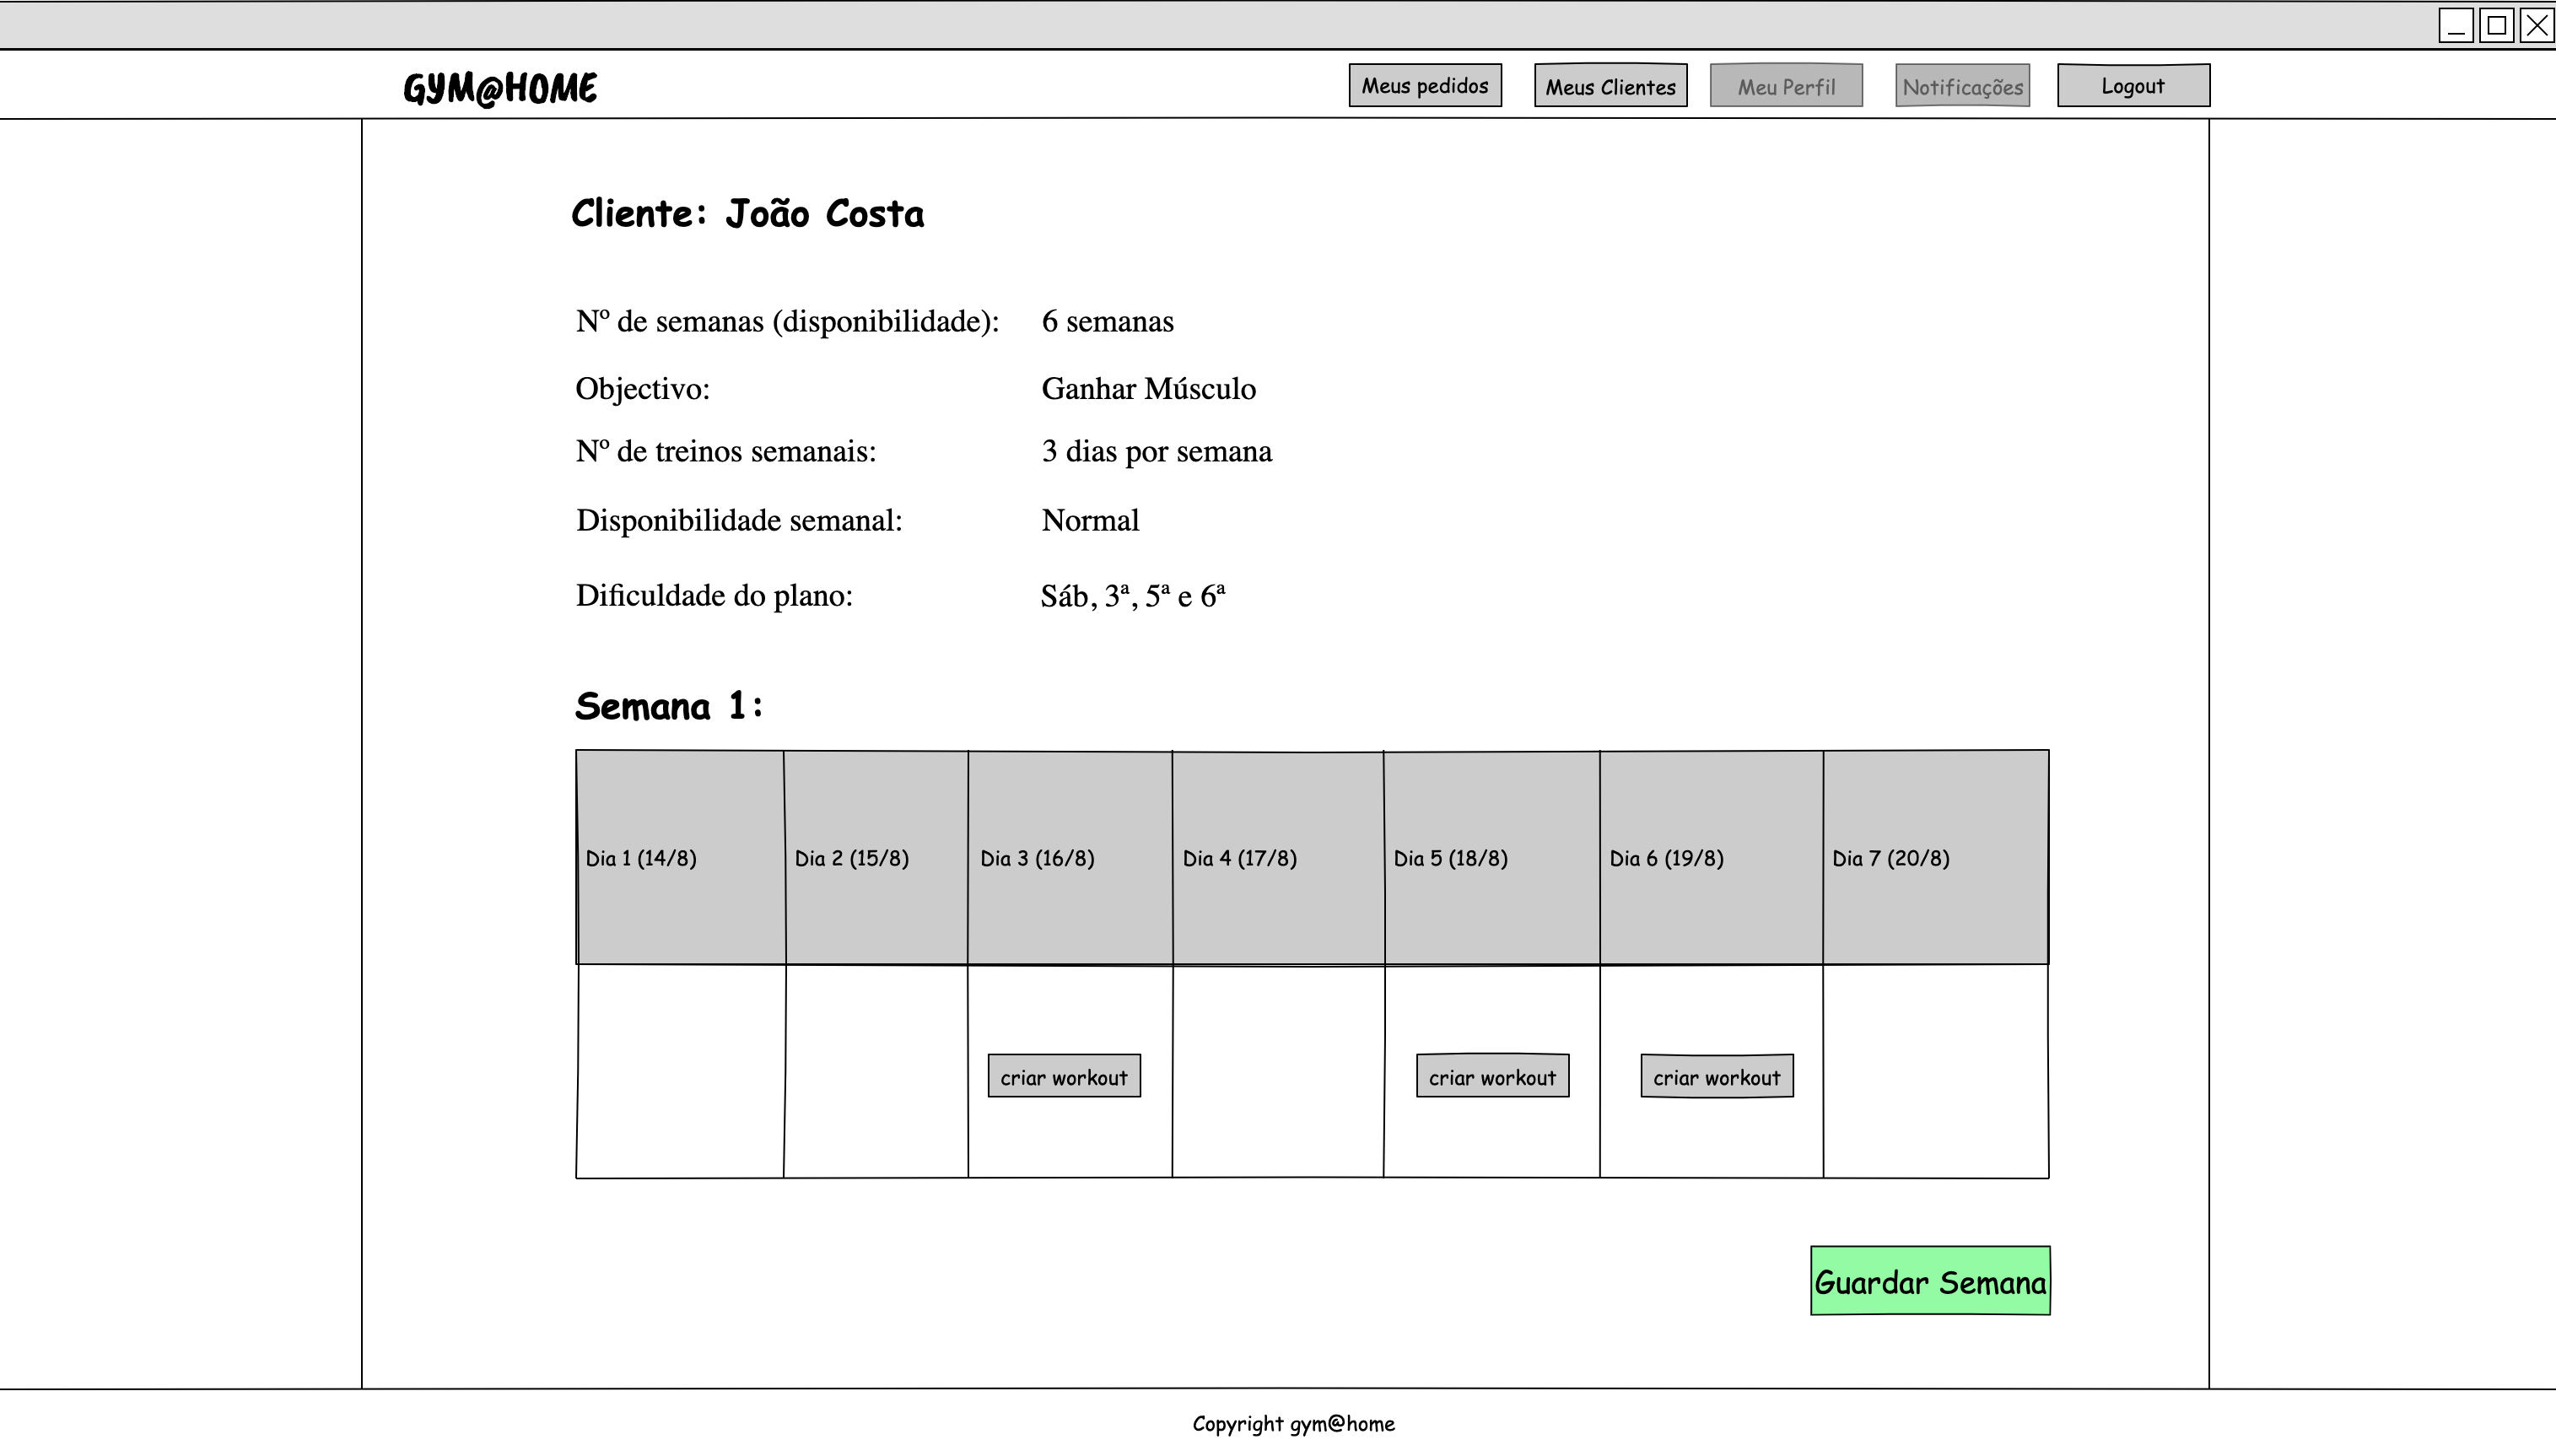 GYM@HOME
Meus pedidos
Meus Clientes
Meu Perfil
Notificações
Logout
Cliente: João Costa
Nº de semanas (disponibilidade): 6 semanas
Objectivo: Ganhar Músculo
Nº de treinos semanais: 3 dias por semana
Disponibilidade semanal: Normal
Dificuldade do plano: Sáb, 3ª, 5ª e 6ª
Semana 1:
Dia 1 (14/8)
Dia 2 (15/8)
Dia 3 (16/8)
Dia 4 (17/8)
Dia 5 (18/8)
Dia 6 (19/8)
Dia 7 (20/8)
criar workout
criar workout
criar workout
Guardar Semana
Copyright gym@home